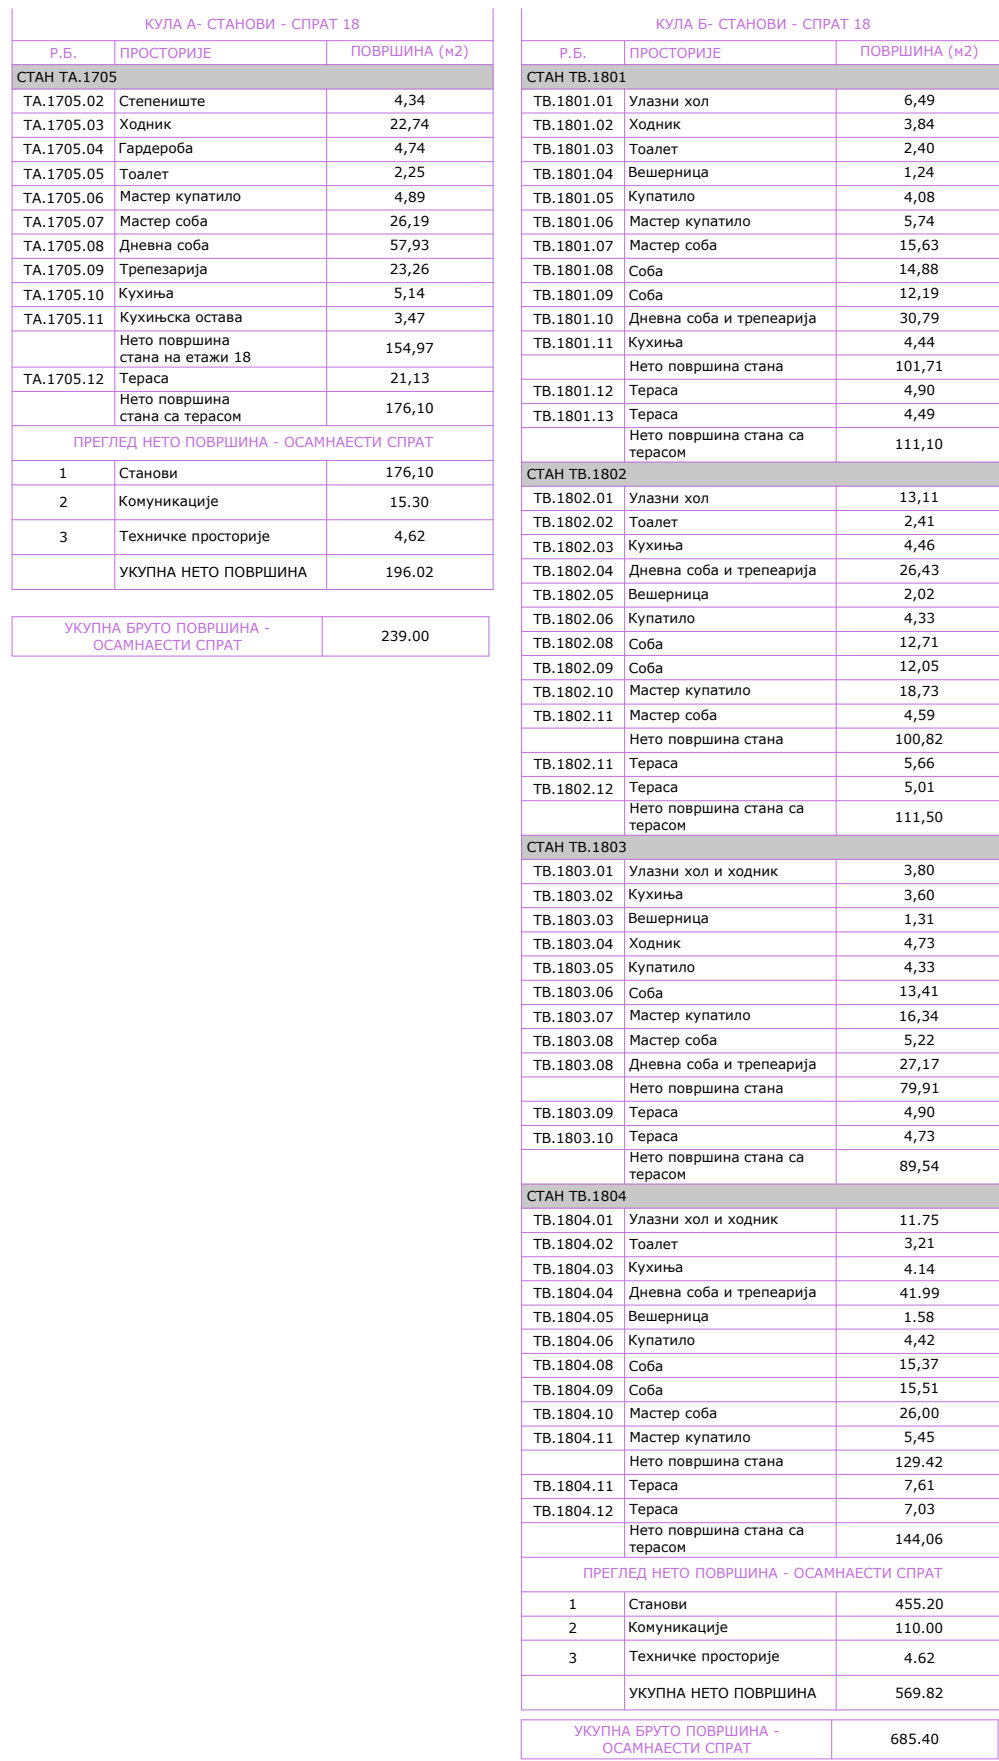 КУЛА А- СТАНОВИ - СПРАТ 18
Р.Б. ПРОСТОРИЈЕ ПОВРШИНА (м2)
СТАН ТА.1705
ТА.1705.02 Степениште 4,34
ТА.1705.03 Ходник 22,74
ТА.1705.04 Гардероба 4,74
ТА.1705.05 Тоалет 2,25
ТА.1705.06 Мастер купатило 4,89
ТА.1705.07 Мастер соба 26,19
ТА.1705.08 Дневна соба 57,93
ТА.1705.09 Трпезарија 23,26
ТА.1705.10 Кухиња 5,14
ТА.1705.11 Кухињска остава 3,47
Нето површина
стана на етажи 18 154,97
ТА.1705.12 Тераса 21,13
Нето површина
стана са терасом 176,10
ПРЕГЛЕД НЕТО ПОВРШИНА - ОСАМНАЕСТИ СПРАТ
1 Станови 176,10
2 Комуникације 15.30
3 Техничке просторије 4,62
УКУПНА НЕТО ПОВРШИНА 196.02
УКУПНА БРУТО ПОВРШИНА -
ОСАМНАЕСТИ СПРАТ 239.00
КУЛА Б- СТАНОВИ - СПРАТ 18
Р.Б. ПРОСТОРИЈЕ ПОВРШИНА (м2)
СТАН ТВ.1801
ТВ.1801.01 Улазни хол 6,49
ТВ.1801.02 Ходник 3,84
ТВ.1801.03 Тоалет 2,40
ТВ.1801.04 Вешерница 1,24
ТВ.1801.05 Купатило 4,08
ТВ.1801.06 Мастер купатило 5,74
ТВ.1801.07 Мастер соба 15,63
ТВ.1801.08 Соба 14,88
ТВ.1801.09 Соба 12,19
ТВ.1801.10 Дневна соба и трпеарија 30,79
ТВ.1801.11 Кухиња 4,44
Нето површина стана 101,71
ТВ.1801.12 Тераса 4,90
ТВ.1801.13 Тераса 4,49
Нето површина стана са
терасом 111,10
СТАН ТВ.1802
ТВ.1802.01 Улазни хол 13,11
ТВ.1802.02 Тоалет 2,41
ТВ.1802.03 Кухиња 4,46
ТВ.1802.04 Дневна соба и трпеарија 26,43
ТВ.1802.05 Вешерница 2,02
ТВ.1802.06 Купатило 4,33
ТВ.1802.08 Соба 12,71
ТВ.1802.09 Соба 12,05
ТВ.1802.10 Мастер купатило 18,73
ТВ.1802.11 Мастер соба 4,59
Нето површина стана 100,82
ТВ.1802.11 Тераса 5,66
ТВ.1802.12 Тераса 5,01
Нето површина стана са
терасом 111,50
СТАН ТВ.1803
ТВ.1803.01 Улазни хол и ходник 3,80
ТВ.1803.02 Кухиња 3,60
ТВ.1803.03 Вешерница 1,31
ТВ.1803.04 Ходник 4,73
ТВ.1803.05 Купатило 4,33
ТВ.1803.06 Соба 13,41
ТВ.1803.07 Мастер купатило 16,34
ТВ.1803.08 Мастер соба 5,22
ТВ.1803.08 Дневна соба и трпеарија 27,17
Нето површина стана 79,91
ТВ.1803.09 Тераса 4,90
ТВ.1803.10 Тераса 4,73
Нето површина стана са
терасом 89,54
СТАН ТВ.1804
ТВ.1804.01 Улазни хол и ходник 11.75
ТВ.1804.02 Тоалет 3,21
ТВ.1804.03 Кухиња 4.14
ТВ.1804.04 Дневна соба и трпеарија 41.99
ТВ.1804.05 Вешерница 1.58
ТВ.1804.06 Купатило 4,42
ТВ.1804.08 Соба 15,37
ТВ.1804.09 Соба 15,51
ТВ.1804.10 Мастер соба 26,00
ТВ.1804.11 Мастер купатило 5,45
Нето површина стана 129.42
ТВ.1804.11 Тераса 7,61
ТВ.1804.12 Тераса 7,03
Нето површина стана са
терасом 144,06
ПРЕГЛЕД НЕТО ПОВРШИНА - ОСАМНАЕСТИ СПРАТ
1 Станови 455.20
2 Комуникације 110.00
3 Техничке просторије 4.62
УКУПНА НЕТО ПОВРШИНА 569.82
УКУПНА БРУТО ПОВРШИНА -
ОСАМНАЕСТИ СПРАТ 685.40